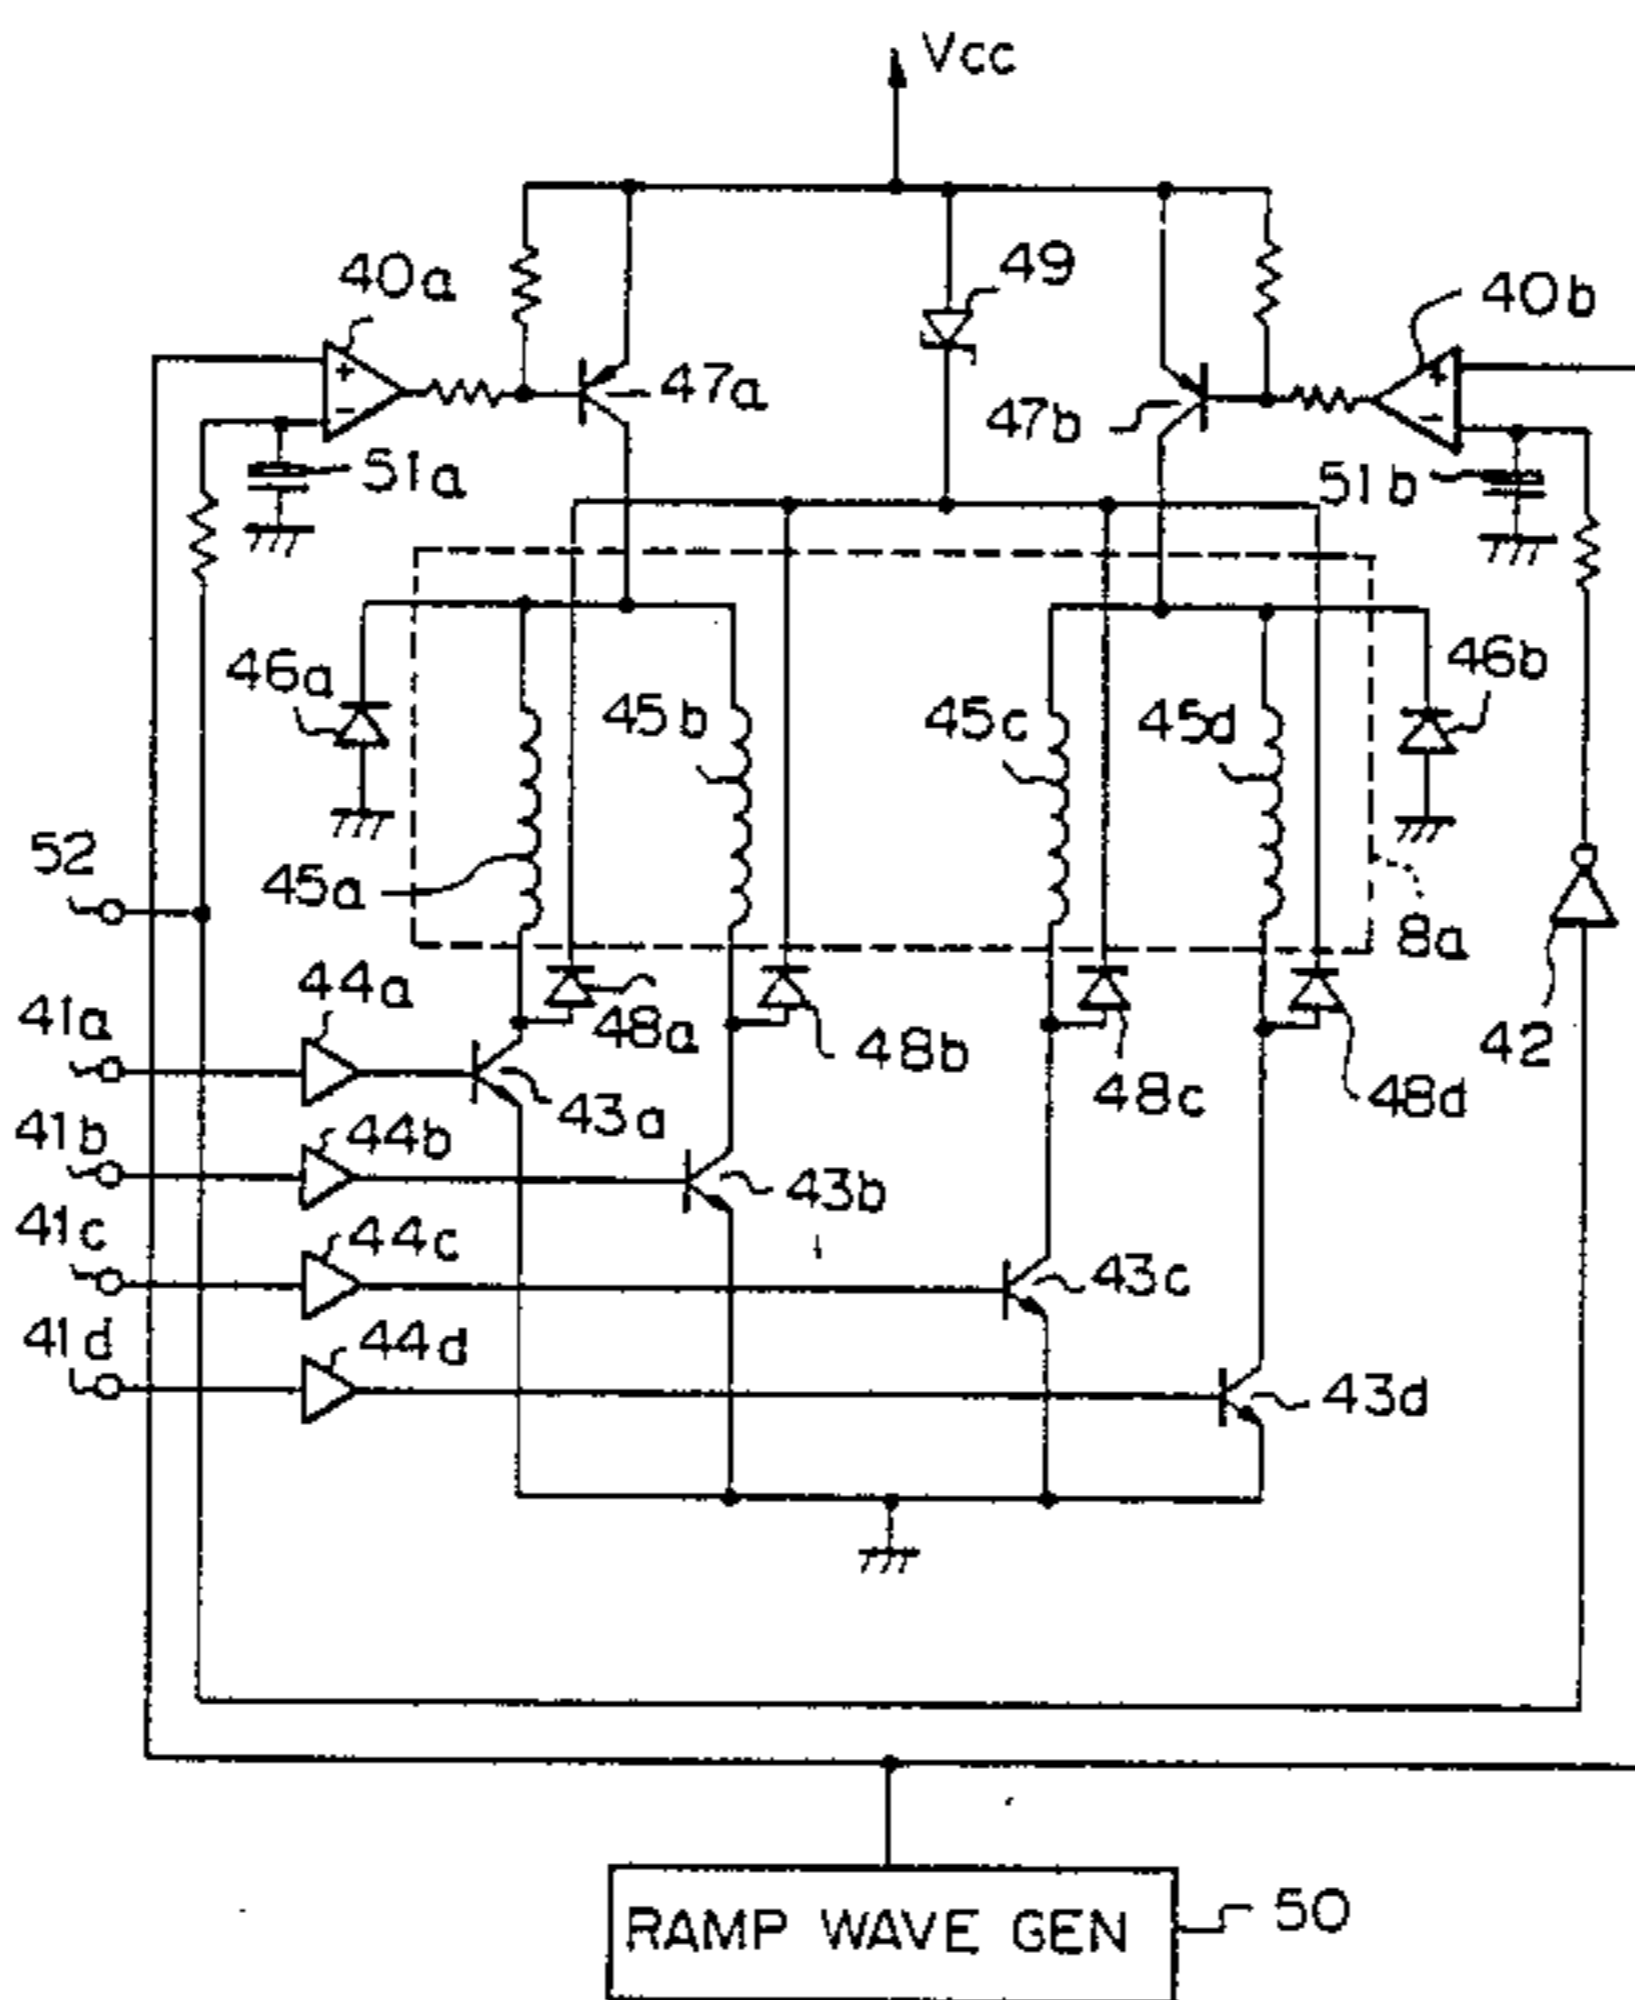 Vcc
49
40a
40b
+
-
47a
47b
+
-
51a
51b
46a
45b
45c
45d
46b
52
45a
8a
44a
41a
48a
48b
42
48c
48d
43a
41b
44b
43b
41c
44c
43c
41d
44d
43d
RAMP WAVE GEN
50